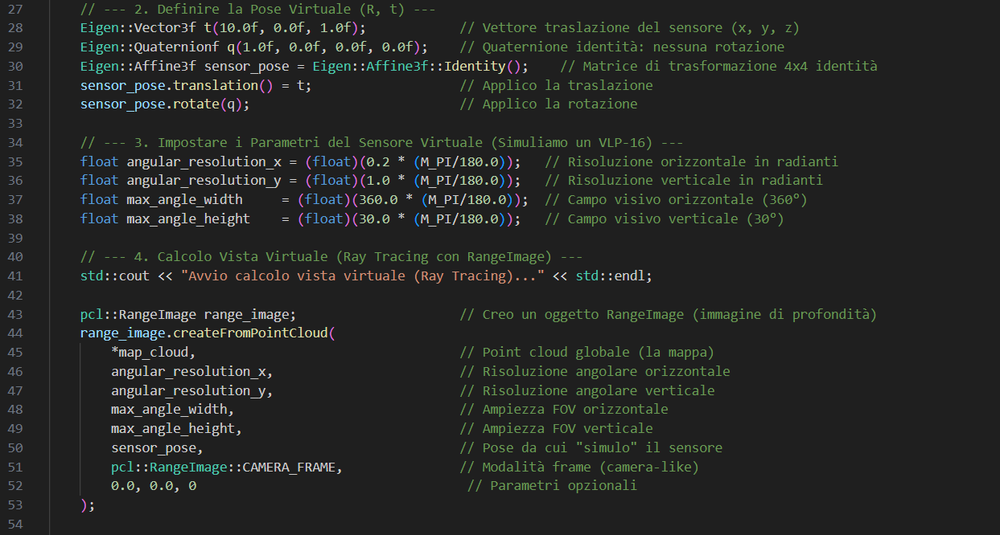 27 // --- 2. Definire la Pose Virtuale (R, t) ---
28 Eigen::Vector3f t(10.0f, 0.0f, 1.0f); // Vettore traslazione del sensore (x, y, z)
29 Eigen::Quaternionf q(1.0f, 0.0f, 0.0f, 0.0f); // Quaternione identità: nessuna rotazione
30 Eigen::Affine3f sensor_pose = Eigen::Affine3f::Identity(); // Matrice di trasformazione 4x4 identità
31 sensor_pose.translation() = t; // Applico la traslazione
32 sensor_pose.rotate(q); // Applico la rotazione
33
34 // --- 3. Impostare i Parametri del Sensore Virtuale (Simuliamo un VLP-16) ---
35 float angular_resolution_x = (float)(0.2 * (M_PI/180.0)); // Risoluzione orizzontale in radianti
36 float angular_resolution_y = (float)(1.0 * (M_PI/180.0)); // Risoluzione verticale in radianti
37 float max_angle_width = (float)(360.0 * (M_PI/180.0)); // Campo visivo orizzontale (360°)
38 float max_angle_height = (float)(30.0 * (M_PI/180.0)); // Campo visivo verticale (30°)
39
40 // --- 4. Calcolo Vista Virtuale (Ray Tracing con RangeImage) ---
41 std::cout << "Avvio calcolo vista virtuale (Ray Tracing)..." << std::endl;
42
43 pcl::RangeImage range_image; // Creo un oggetto RangeImage (immagine di profondità)
44 range_image.createFromPointCloud(
45 *map_cloud, // Point cloud globale (la mappa)
46 angular_resolution_x, // Risoluzione angolare orizzontale
47 angular_resolution_y, // Risoluzione angolare verticale
48 max_angle_width, // Ampiezza FOV orizzontale
49 max_angle_height, // Ampiezza FOV verticale
50 sensor_pose, // Pose da cui "simulo" il sensore
51 pcl::RangeImage::CAMERA_FRAME, // Modalità frame (camera-like)
52 0.0, 0.0, 0 // Parametri opzionali
53 );
54